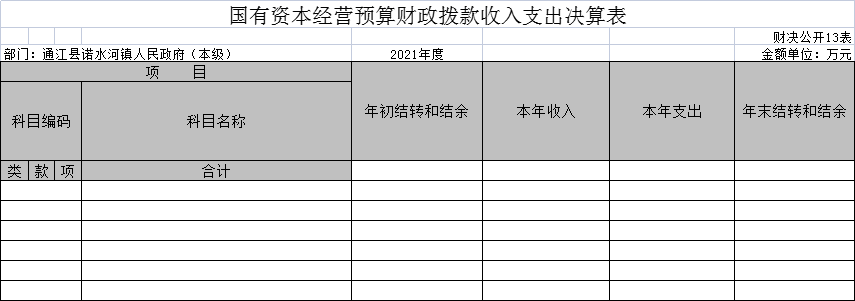 国有资本经营预算财政拨款收入支出决算表
财决公开13表
部门：通江县诺水河镇人民政府（本级） 2021年度 金额单位：万元
项 目 年初结转和结余 本年收入 本年支出 年末结转和结余
科目编码 科目名称
类 款 项 合计